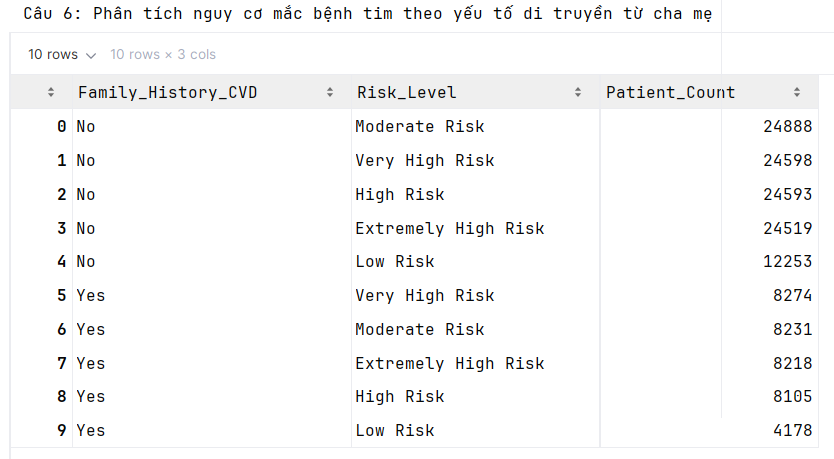 Câu 6: Phân tích nguy cơ mắc bệnh tim theo yếu tố di truyền từ cha mẹ
10 rows 10 rows × 3 cols
Family_History_CVD Risk_Level Patient_Count
0 No Moderate Risk 24888
1 No Very High Risk 24598
2 No High Risk 24593
3 No Extremely High Risk 24519
4 No Low Risk 12253
5 Yes Very High Risk 8274
6 Yes Moderate Risk 8231
7 Yes Extremely High Risk 8218
8 Yes High Risk 8105
9 Yes Low Risk 4178